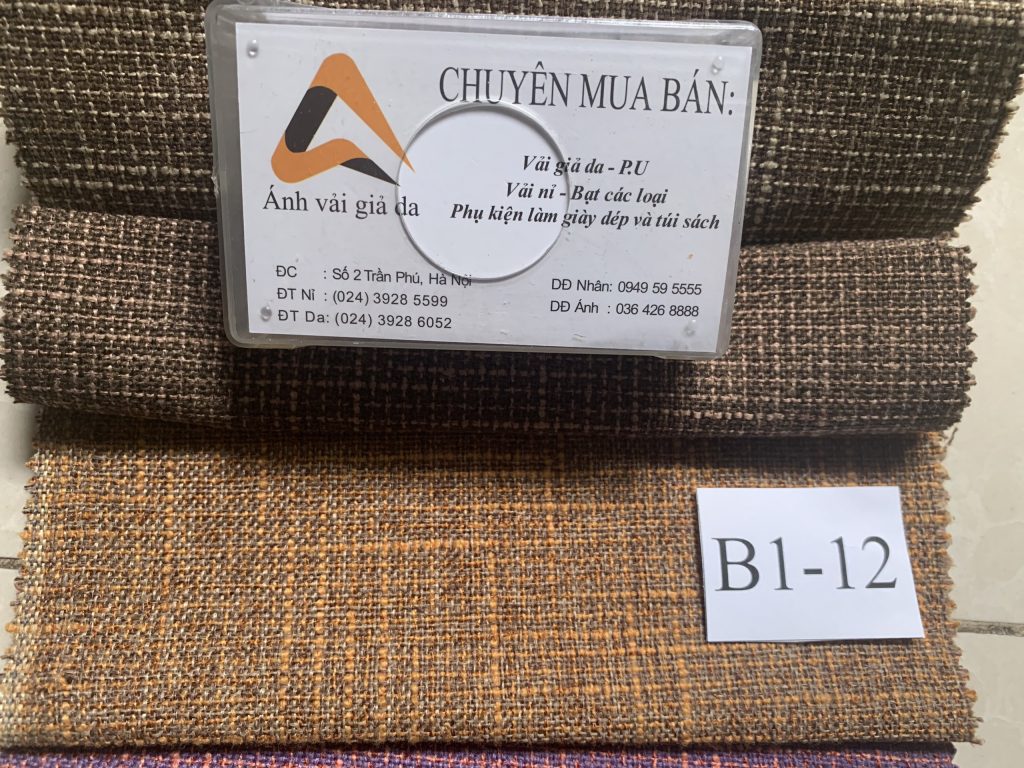 CHUYÊN MUA BÁN:
Vải giả da - P.U
Vải nỉ - Bạt các loại
Phụ kiện làm giày dép và túi sách
Ánh vải giả da
ĐC : Số 2 Trần Phú, Hà Nội
ĐT Nỉ : (024) 3928 5599
ĐT Da: (024) 3928 6052
DĐ Nhân: 0949 59 5555
DĐ Ánh : 036 426 8888
B1-12